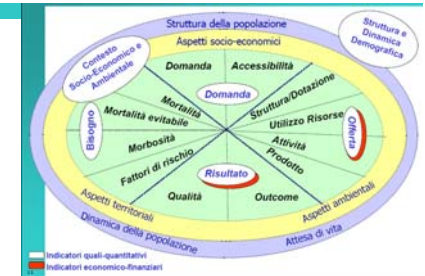 Struttura della popolazione
Aspetti socio-economici
Contesto
Socio-Economico e
Ambientale
Struttura e
Dinamica
Demografica
Domanda
Accessibilità
Domanda
Mortalità
Struttura/Dotazione
Mortalità evitabile
Utilizzo Risorse
Bisogno
Offerta
Morbosità
Attività
Fattori di rischio
Prodotto
Risultato
Qualità
Outcome
Aspetti territoriali
Aspetti ambientali
Dinamica della popolazione
Attesa di vita
Indicatori quali-quantitativi
Indicatori economico-finanziari